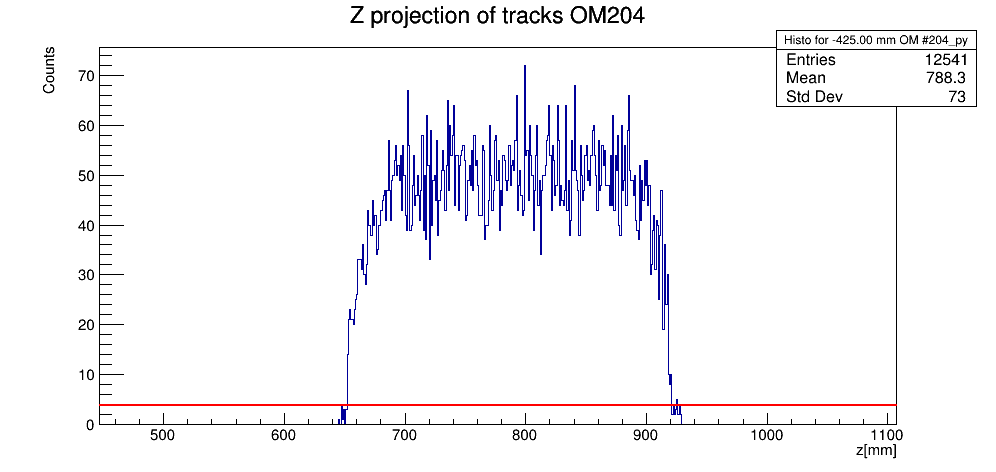 Z projection of tracks OM204
Histo for -425.00 mm OM #204_py
Entries 12541
Mean 788.3
Std Dev 73
Counts
70
60
50
40
30
20
10
0
500 600 700 800 900 1000 1100
z[mm]